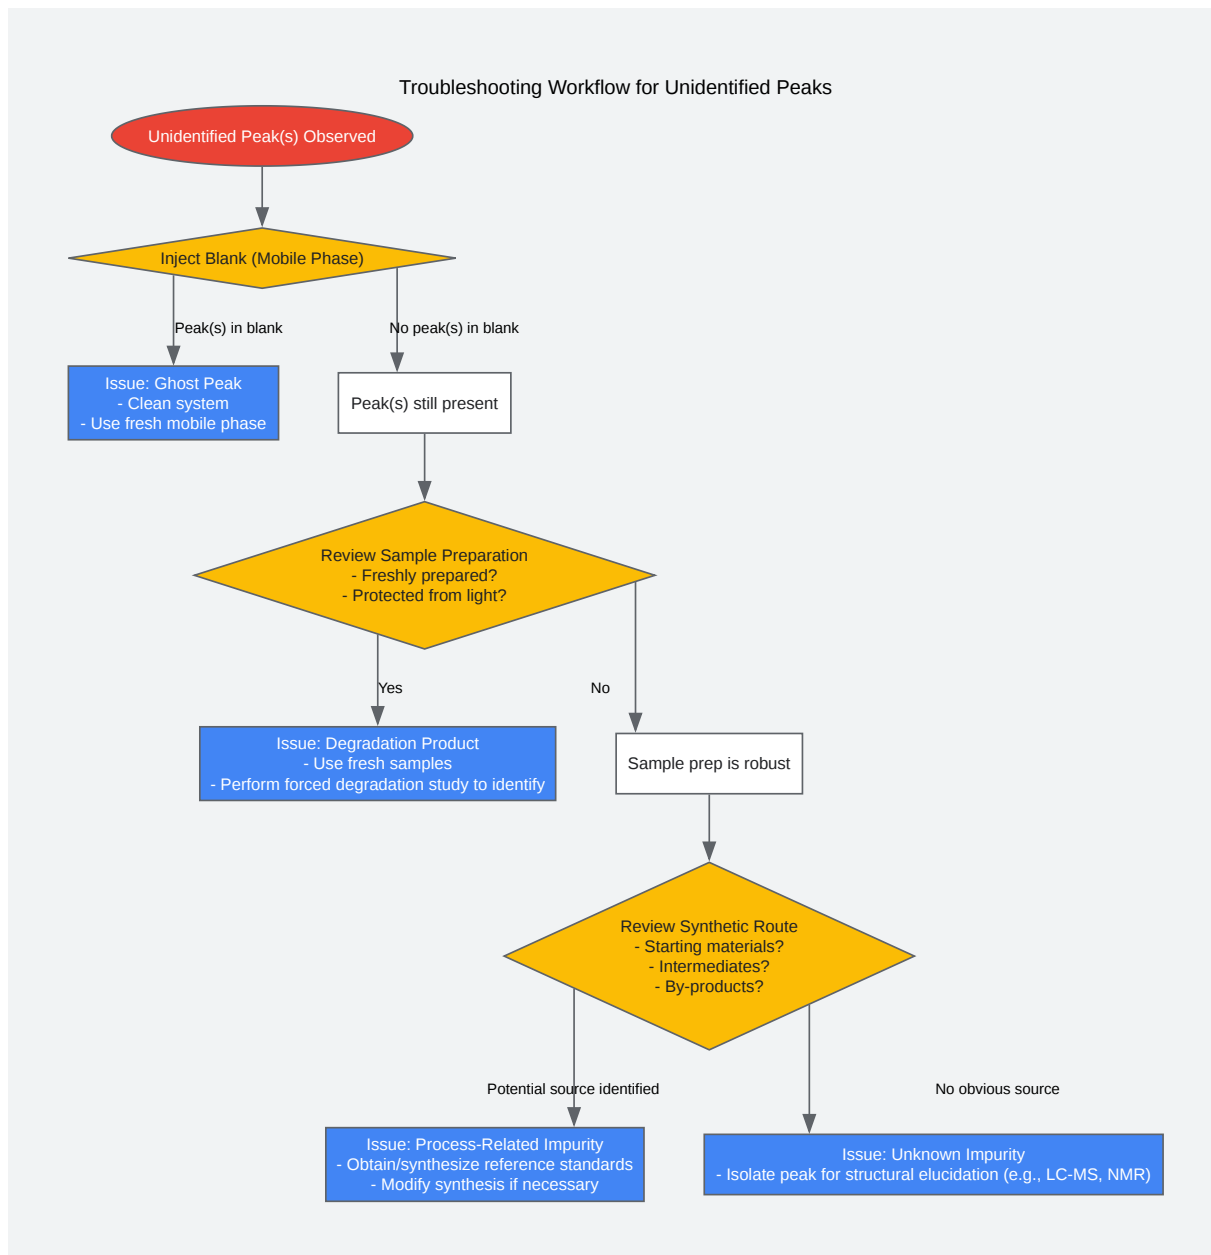 Troubleshooting Workflow for Unidentified Peaks
Unidentified Peak(s) Observed
Inject Blank (Mobile Phase)
Peak(s) in blank
No peak(s) in blank
Issue: Ghost Peak
- Clean system
- Use fresh mobile phase
Peak(s) still present
Review Sample Preparation
- Freshly prepared?
- Protected from light?
Yes
No
Issue: Degradation Product
- Use fresh samples
- Perform forced degradation study to identify
Sample prep is robust
Review Synthetic Route
- Starting materials?
- Intermediates?
- By-products?
Potential source identified
No obvious source
Issue: Process-Related Impurity
- Obtain/synthesize reference standards
- Modify synthesis if necessary
Issue: Unknown Impurity
- Isolate peak for structural elucidation (e.g., LC-MS, NMR)